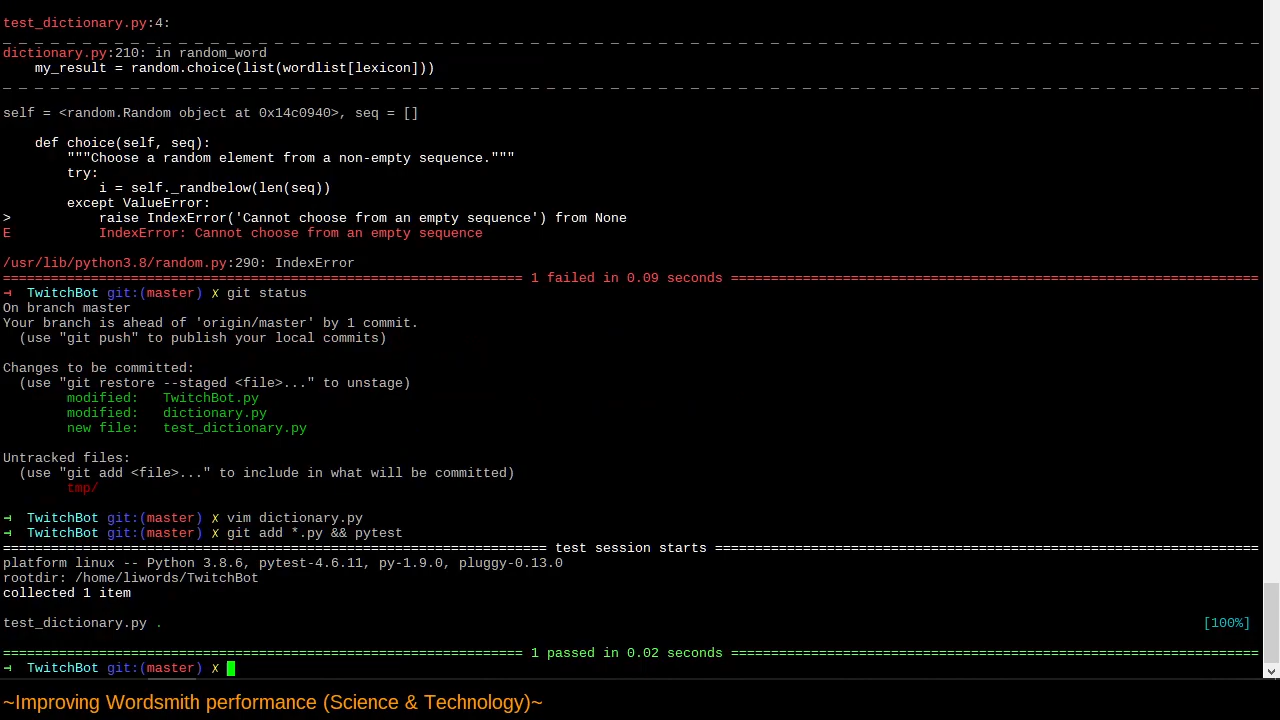 test_dictionary.py:4:
_ _ _ _ _ _ _ _ _ _ _ _ _ _ _ _ _ _ _ _ _ _ _ _ _ _ _ _ _ _ _ _ _ _ _ _ _ _ _ _ _ _ _ _ _ _ _ _ _ _ _ _ _ _ _ _ _ _ _ _ _ _ _ _ _ _ _ _ _ _ _ _ _ _ _ _ _ _ _
dictionary.py:210: in random_word
    my_result = random.choice(list(wordlist[lexicon]))
_ _ _ _ _ _ _ _ _ _ _ _ _ _ _ _ _ _ _ _ _ _ _ _ _ _ _ _ _ _ _ _ _ _ _ _ _ _ _ _ _ _ _ _ _ _ _ _ _ _ _ _ _ _ _ _ _ _ _ _ _ _ _ _ _ _ _ _ _ _ _ _ _ _ _ _ _ _ _
self = <random.Random object at 0x14c0940>, seq = []
    def choice(self, seq):
        """Choose a random element from a non-empty sequence."""
        try:
            i = self._randbelow(len(seq))
        except ValueError:
>           raise IndexError('Cannot choose from an empty sequence') from None
E           IndexError: Cannot choose from an empty sequence
/usr/lib/python3.8/random.py:290: IndexError
================================================================= 1 failed in 0.09 seconds ==================================================================
⊣  TwitchBot git:(master) ✗ git status
On branch master
Your branch is ahead of 'origin/master' by 1 commit.
  (use "git push" to publish your local commits)
Changes to be committed:
  (use "git restore --staged <file>..." to unstage)
        modified:   TwitchBot.py
        modified:   dictionary.py
        new file:   test_dictionary.py
Untracked files:
  (use "git add <file>..." to include in what will be committed)
        tmp/
⊣  TwitchBot git:(master) ✗ vim dictionary.py
⊣  TwitchBot git:(master) ✗ git add *.py && pytest
==================================================================== test session starts =====================================================================
platform linux -- Python 3.8.6, pytest-4.6.11, py-1.9.0, pluggy-0.13.0
rootdir: /home/liwords/TwitchBot
collected 1 item
test_dictionary.py . [100%]
================================================================= 1 passed in 0.02 seconds ==================================================================
⊣  TwitchBot git:(master) ✗
~Improving Wordsmith performance (Science & Technology)~